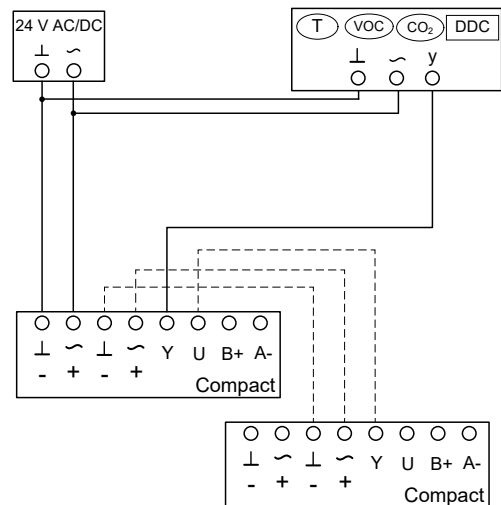 24 V AC/DC
⊥ ~
T VOC CO₂ DDC
⊥ ~ y
⊥ ~ ⊥ ~ Y U B+ A-
- + - +
Compact
⊥ ~ ⊥ ~ Y U B+ A-
- + - +
Compact